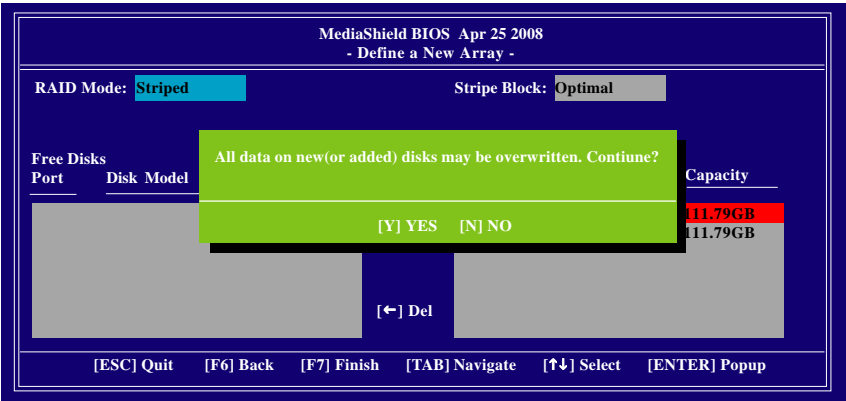 MediaShield BIOS Apr 25 2008
- Define a New Array -
RAID Mode: Striped
Stripe Block: Optimal
All data on new(or added) disks may be overwritten. Contiune?
Free Disks
Port Disk Model
Capacity
111.79GB
[Y] YES [N] NO
111.79GB
[←] Del
[ESC] Quit [F6] Back [F7] Finish [TAB] Navigate [↑↓] Select [ENTER] Popup